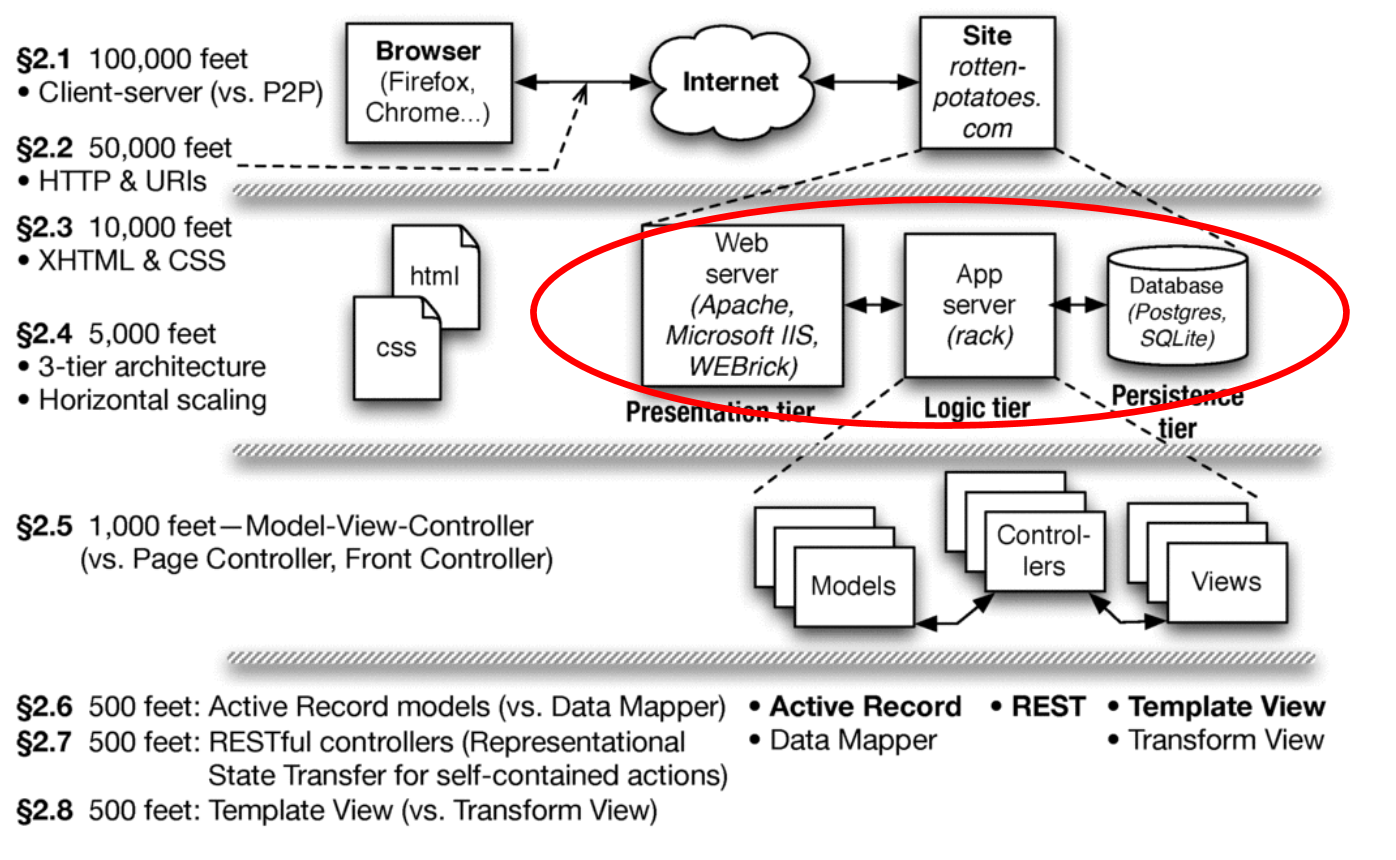 §2.1 100,000 feet
• Client-server (vs. P2P)
§2.2 50,000 feet
• HTTP & URIs
Browser
(Firefox,
Chrome...)
Internet
Site
rotten-
potatoes.
com
§2.3 10,000 feet
• XHTML & CSS
§2.4 5,000 feet
• 3-tier architecture
• Horizontal scaling
html
css
Web
server
(Apache,
Microsoft IIS,
WEBrick)
Presentation tier
App
server
(rack)
Logic tier
Database
(Postgres,
SQLite)
Persistence
tier
§2.5 1,000 feet—Model-View-Controller
(vs. Page Controller, Front Controller)
Models
Control-
lers
Views
§2.6 500 feet: Active Record models (vs. Data Mapper)
§2.7 500 feet: RESTful controllers (Representational
State Transfer for self-contained actions)
§2.8 500 feet: Template View (vs. Transform View)
• Active Record
• Data Mapper
• REST
• Template View
• Transform View